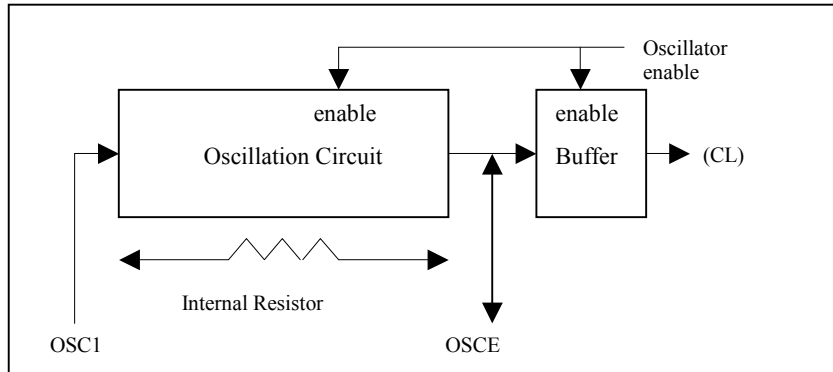 Oscillator
enable
enable
enable
Oscillation Circuit
Buffer
(CL)
Internal Resistor
OSC1
OSCE